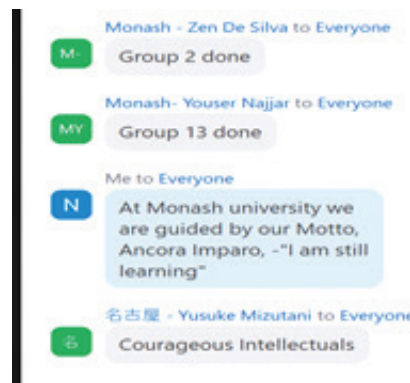 Monash - Zen De Silva to Everyone
M-
Group 2 done
Monash- Youser Najjar to Everyone
MY
Group 13 done
Me to Everyone
N
At Monash university we
are guided by our Motto,
Ancora Imparo, -"I am still
learning"
名古屋 - Yusuke Mizutani to Everyone
名
Courageous Intellectuals